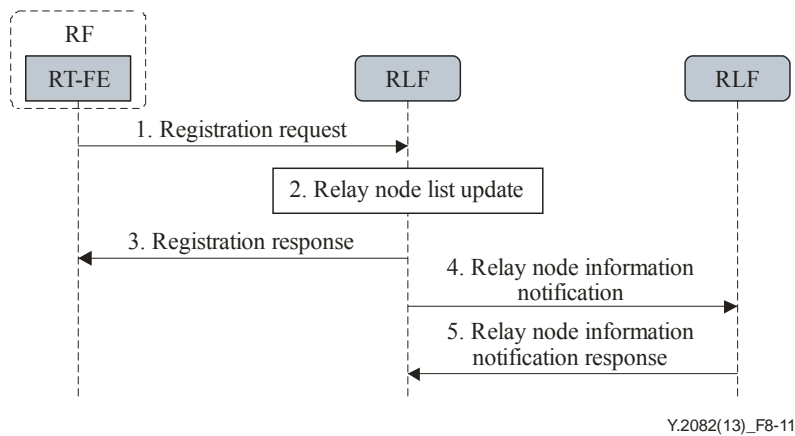 RF
RT-FE
RLF
RLF
1. Registration request
2. Relay node list update
3. Registration response
4. Relay node information
notification
5. Relay node information
notification response
Y.2082(13)_F8-11